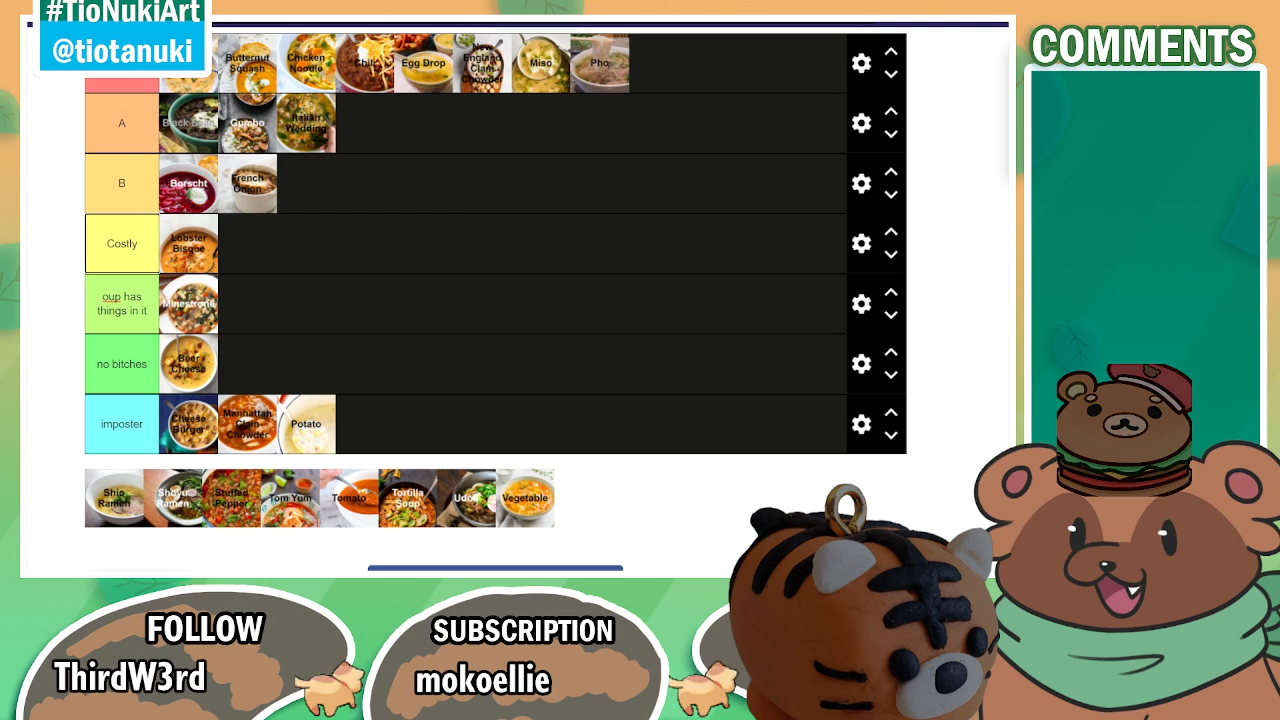 #TioNukiArt
@tiotanuki
COMMENTS
Butternut
Squash
Chicken
Noodle
Chili
Egg Drop
New
England
Clam
Chowder
Miso
Pho
A
Black Bean
Gumbo
Italian
Wedding
B
Borscht
French
Onion
Costly
Lobster
Bisque
oup has
things in it
Minestrone
no bitches
Beer
Cheese
imposter
Cheese
Burger
Manhattan
Clam
Chowder
Potato
Shio
Ramen
Shoyu
Ramen
Stuffed
Pepper
Tom Yum
Tomato
Tortilla
Soup
Udon
Vegetable
FOLLOW
ThirdW3rd
SUBSCRIPTION
mokoellie